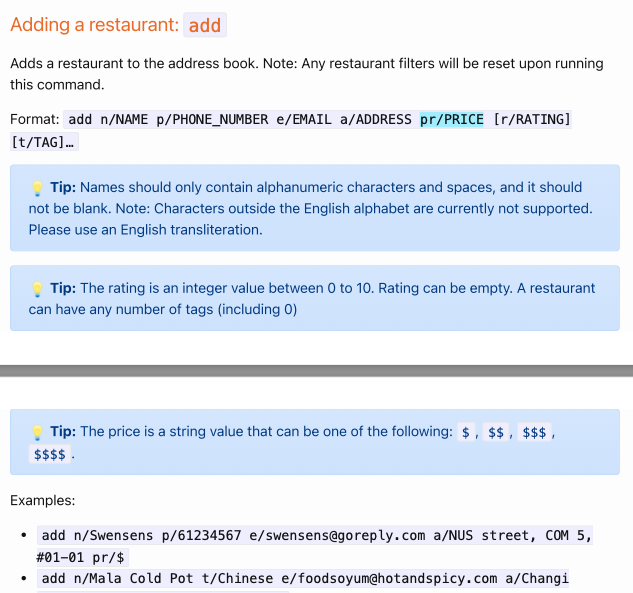 Adding a restaurant: add
Adds a restaurant to the address book. Note: Any restaurant filters will be reset upon running
this command.
Format: add n/NAME p/PHONE_NUMBER e/EMAIL a/ADDRESS pr/PRICE [r/RATING]
[t/TAG]…
💡 Tip: Names should only contain alphanumeric characters and spaces, and it should
not be blank. Note: Characters outside the English alphabet are currently not supported.
Please use an English transliteration.
💡 Tip: The rating is an integer value between 0 to 10. Rating can be empty. A restaurant
can have any number of tags (including 0)
💡 Tip: The price is a string value that can be one of the following: $, $$, $$$,
$$$$.
Examples:
• add n/Swensens p/61234567 e/swensens@goreply.com a/NUS street, COM 5,
#01-01 pr/$
• add n/Mala Cold Pot t/Chinese e/foodsoyum@hotandspicy.com a/Changi